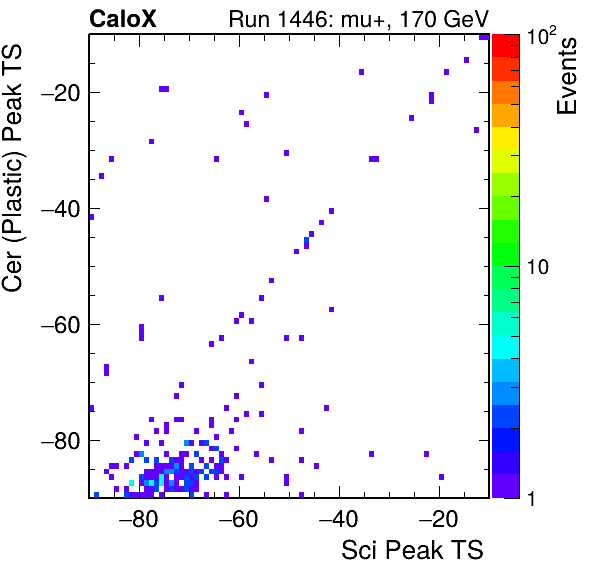 CaloX Run 1446: mu+, 170 GeV
Cer (Plastic) Peak TS
−20
−40
−60
−80
−80 −60 −40 −20
Sci Peak TS
10²
10
1
Events